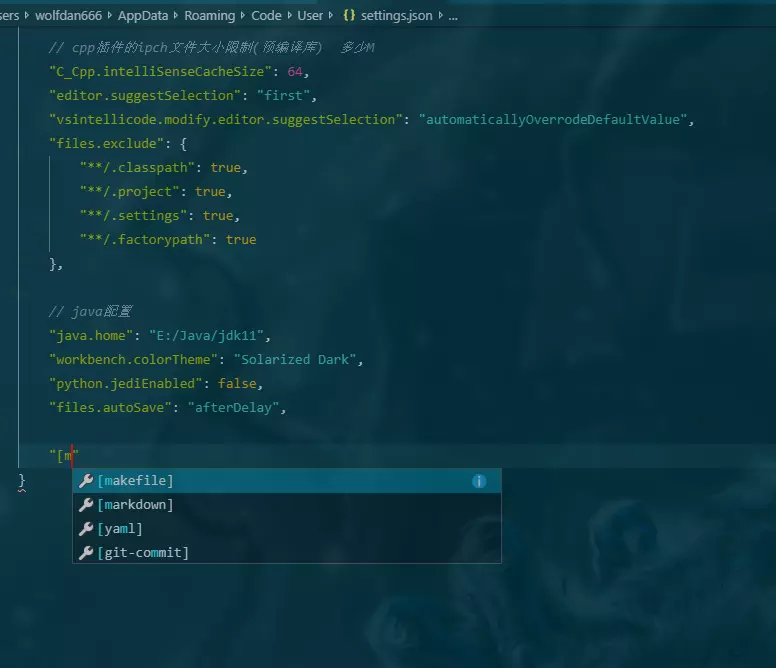 sers › wolfdan666 › AppData › Roaming › Code › User › {} settings.json › ...
// cpp插件的ipch文件大小限制(预编译库)  多少M
"C_Cpp.intelliSenseCacheSize": 64,
"editor.suggestSelection": "first",
"vsintellicode.modify.editor.suggestSelection": "automaticallyOverrodeDefaultValue",
"files.exclude": {
"**/.classpath": true,
"**/.project": true,
"**/.settings": true,
"**/.factorypath": true
},
// java配置
"java.home": "E:/Java/jdk11",
"workbench.colorTheme": "Solarized Dark",
"python.jediEnabled": false,
"files.autoSave": "afterDelay",
"[m"
}
[makefile]
[markdown]
[yaml]
[git-commit]